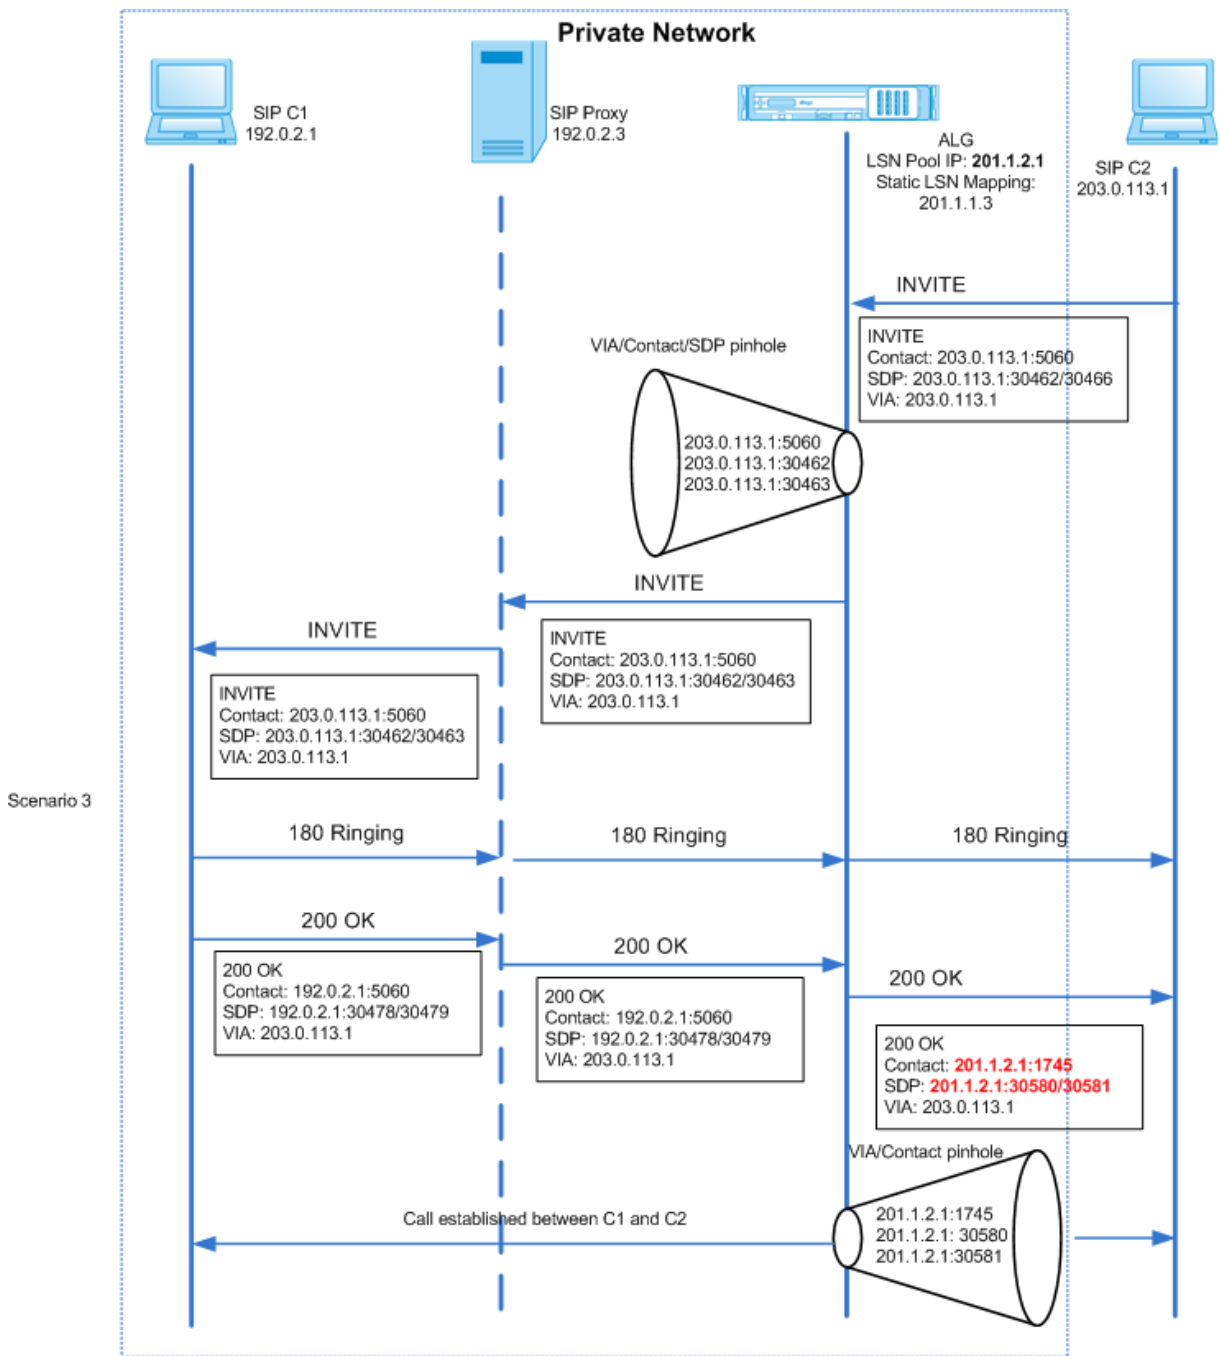 Private Network
SIP C1
192.0.2.1
SIP Proxy
192.0.2.3
ALG
LSN Pool IP: 201.1.2.1
Static LSN Mapping:
201.1.1.3
SIP C2
203.0.113.1
INVITE
INVITE
Contact: 203.0.113.1:5060
SDP: 203.0.113.1:30462/30466
VIA: 203.0.113.1
VIA/Contact/SDP pinhole
203.0.113.1:5060
203.0.113.1:30462
203.0.113.1:30463
INVITE
INVITE
Contact: 203.0.113.1:5060
SDP: 203.0.113.1:30462/30463
VIA: 203.0.113.1
INVITE
INVITE
Contact: 203.0.113.1:5060
SDP: 203.0.113.1:30462/30463
VIA: 203.0.113.1
Scenario 3
180 Ringing
180 Ringing
180 Ringing
200 OK
200 OK
Contact: 192.0.2.1:5060
SDP: 192.0.2.1:30478/30479
VIA: 203.0.113.1
200 OK
200 OK
Contact: 192.0.2.1:5060
SDP: 192.0.2.1:30478/30479
VIA: 203.0.113.1
200 OK
200 OK
Contact: 201.1.2.1:1745
SDP: 201.1.2.1:30580/30581
VIA: 203.0.113.1
VIA/Contact pinhole
201.1.2.1:1745
201.1.2.1: 30580
201.1.2.1:30581
Call established between C1 and C2